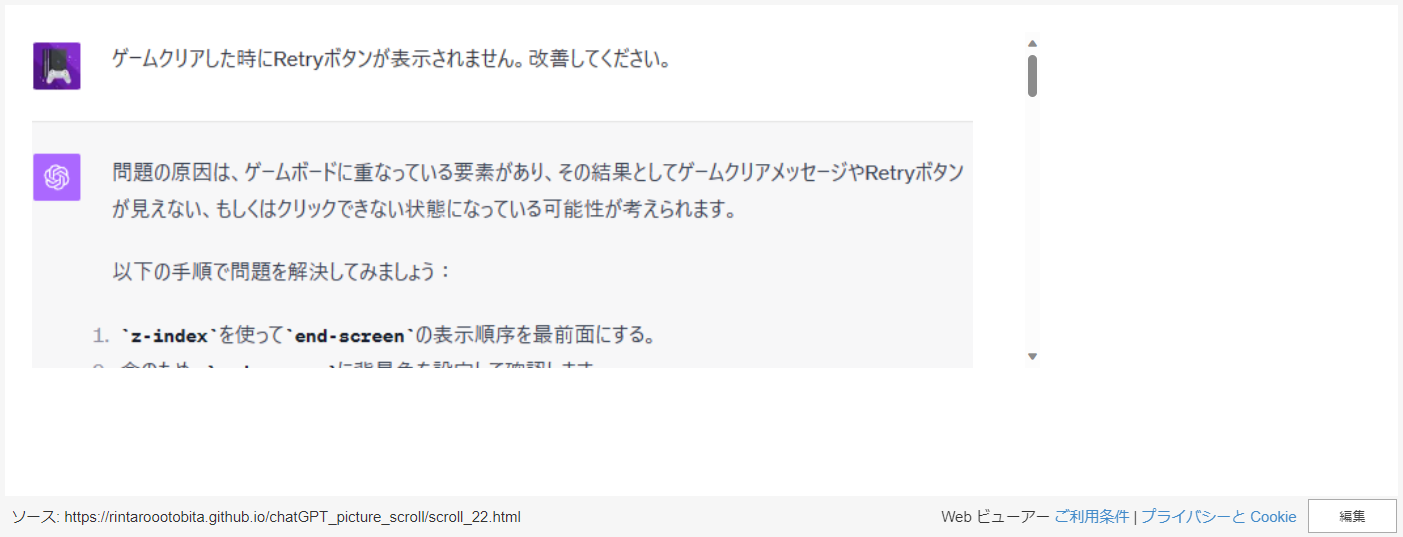 ゲームクリアした時にRetryボタンが表示されません。改善してください。
問題の原因は、ゲームボードに重なっている要素があり、その結果としてゲームクリアメッセージやRetryボタン
が見えない、もしくはクリックできない状態になっている可能性が考えられます。
以下の手順で問題を解決してみましょう：
1. `z-index`を使って`end-screen`の表示順序を最前面にする。
ソース: https://rintaroootobita.github.io/chatGPT_picture_scroll/scroll_22.html
Web ビューアー ご利用条件 | プライバシーと Cookie
編集